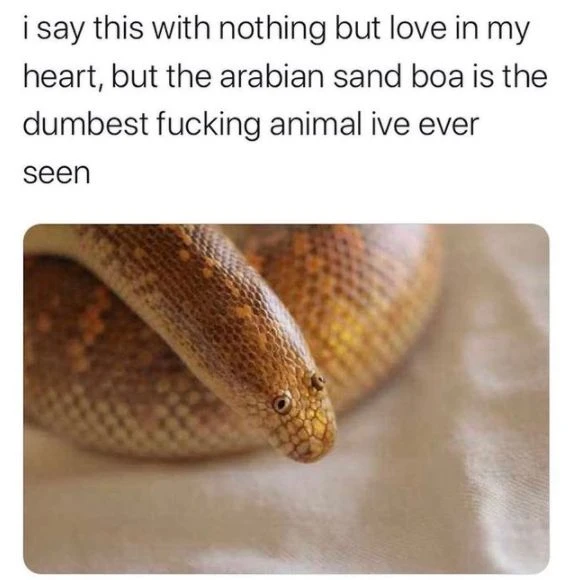 i say this with nothing but love in my
heart, but the arabian sand boa is the
dumbest fucking animal ive ever
seen